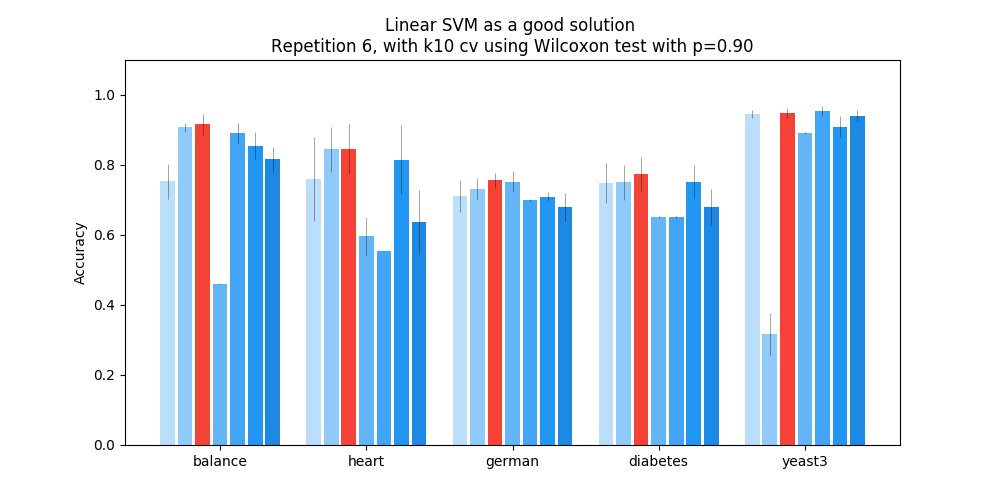 Linear SVM as a good solution
Repetition 6, with k10 cv using Wilcoxon test with p=0.90
Accuracy
1.0
0.8
0.6
0.4
0.2
0.0
balance
heart
german
diabetes
yeast3